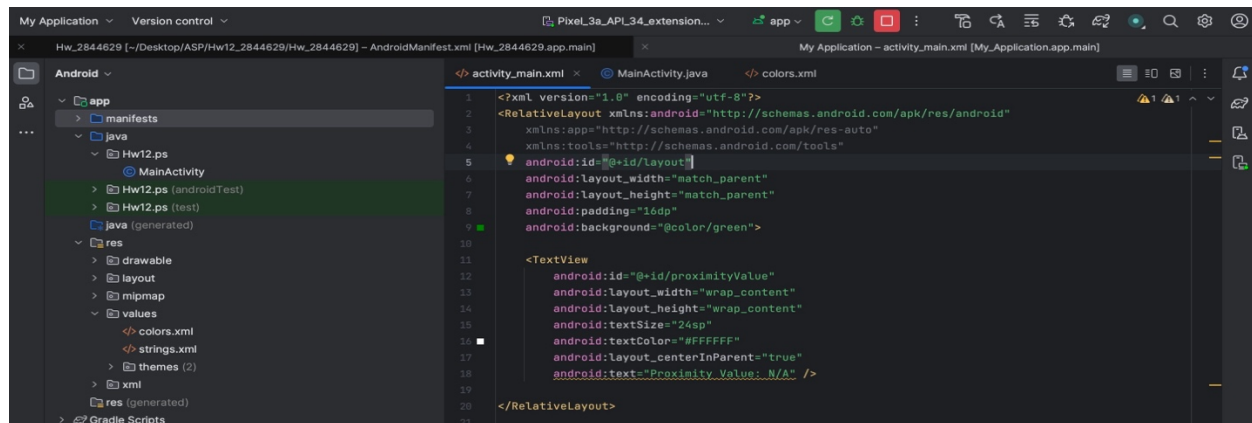 My Application Version control Pixel_3a_API_34_extension... app
Hw_2844629 [~/Desktop/ASP/Hw12_2844629/Hw_2844629] – AndroidManifest.xml [Hw_2844629.app.main] My Application – activity_main.xml [My_Application.app.main]
Android
activity_main.xml MainActivity.java colors.xml
app
manifests
java
Hw12.ps
MainActivity
Hw12.ps (androidTest)
Hw12.ps (test)
java (generated)
res
drawable
layout
mipmap
values
colors.xml
strings.xml
themes (2)
xml
res (generated)
Gradle Scripts
1 <?xml version="1.0" encoding="utf-8"?>
2 <RelativeLayout xmlns:android="http://schemas.android.com/apk/res/android"
3 xmlns:app="http://schemas.android.com/apk/res-auto"
4 xmlns:tools="http://schemas.android.com/tools"
5 android:id="@+id/layout"
6 android:layout_width="match_parent"
7 android:layout_height="match_parent"
8 android:padding="16dp"
9 android:background="@color/green">
10
11 <TextView
12 android:id="@+id/proximityValue"
13 android:layout_width="wrap_content"
14 android:layout_height="wrap_content"
15 android:textSize="24sp"
16 android:textColor="#FFFFFF"
17 android:layout_centerInParent="true"
18 android:text="Proximity Value: N/A" />
19
20 </RelativeLayout>
21
1 1